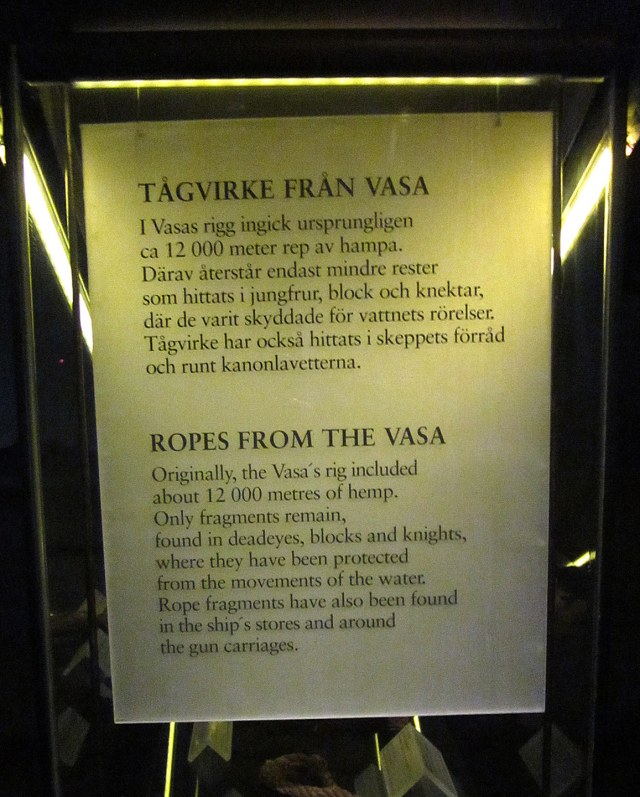 TÅGVIRKE FRÅN VASA
I Vasas rigg ingick ursprungligen
ca 12 000 meter rep av hampa.
Därav återstår endast mindre rester
som hittats i jungfrur, block och knektar,
där de varit skyddade för vattnets rörelser.
Tågvirke har också hittats i skeppets förråd
och runt kanonlavetterna.
ROPES FROM THE VASA
Originally, the Vasa´s rig included
about 12 000 metres of hemp.
Only fragments remain,
found in deadeyes, blocks and knights,
where they have been protected
from the movements of the water.
Rope fragments have also been found
in the ship´s stores and around
the gun carriages.